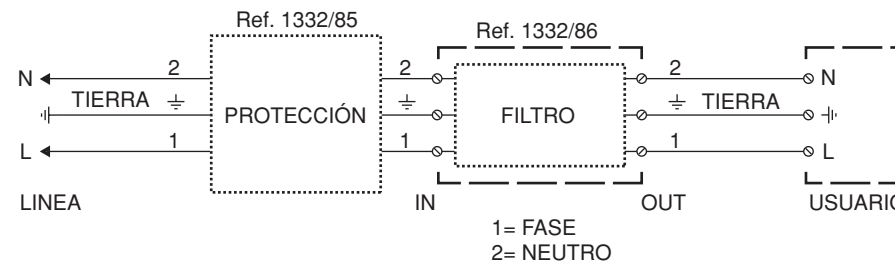 Ref. 1332/85
Ref. 1332/86
N 2 2 2 N
TIERRA PROTECCIÓN FILTRO TIERRA
L 1 1 1 L
LINEA IN OUT USUARIO
1= FASE
2= NEUTRO